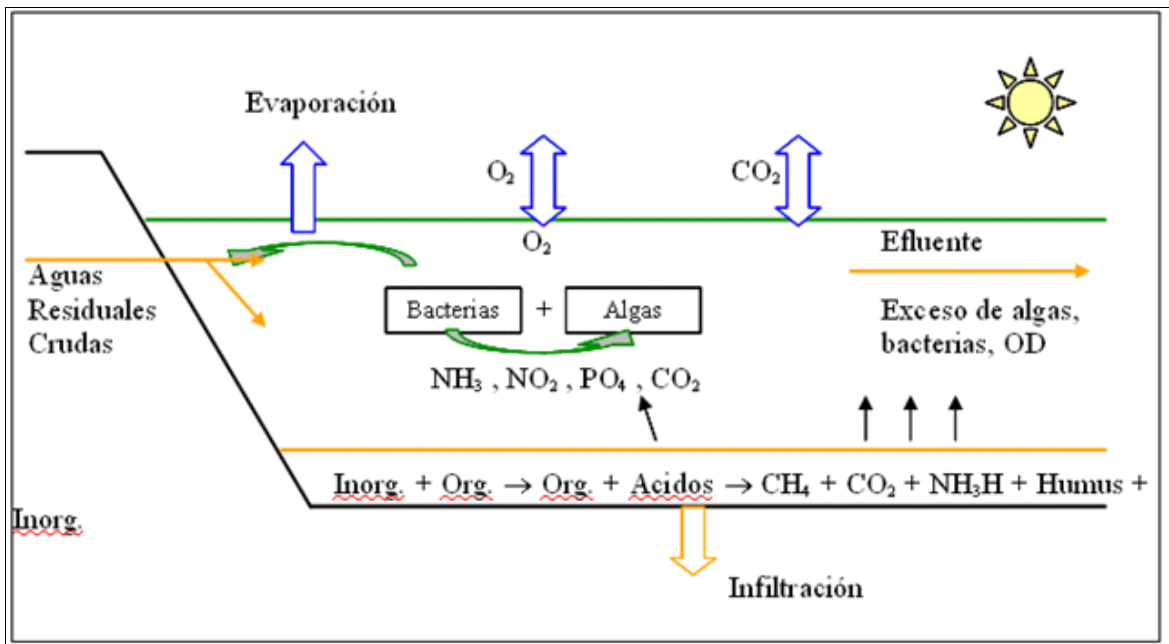 Evaporación
O₂
CO₂
O₂
Efluente
Aguas
Residuales
Crudas
Bacterias + Algas
Exceso de algas,
bacterias, OD
NH₃ , NO₂ , PO₄ , CO₂
Inorg. + Org. → Org. + Acidos → CH₄ + CO₂ + NH₃H + Humus +
Inorg.
Infiltración